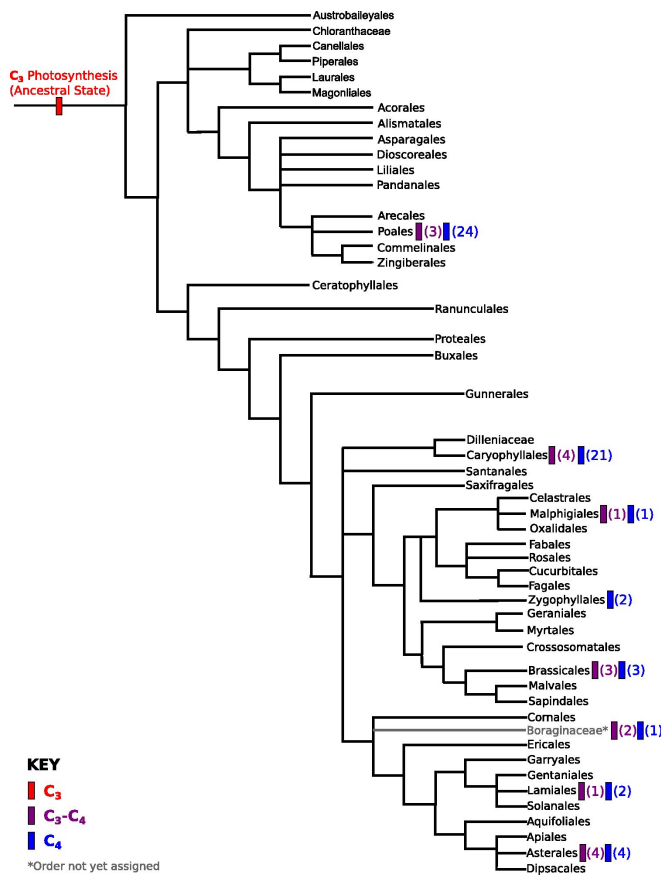 Austrobaileyales
Chloranthaceae
Canellales
Piperales
Laurales
Magonliales
C₃ Photosynthesis
(Ancestral State)
Acorales
Alismatales
Asparagales
Dioscoreales
Liliales
Pandanales
Arecales
Poales (3) (24)
Commelinales
Zingiberales
Ceratophyllales
Ranunculales
Proteales
Buxales
Gunnerales
Dilleniaceae
Caryophyllales (4) (21)
Santanales
Saxifragales
Celastrales
Malphigiales (1) (1)
Oxalidales
Fabales
Rosales
Cucurbitales
Fagales
Zygophyllales (2)
Geraniales
Myrtales
Crossosomatales
Brassicales (3) (3)
Malvales
Sapindales
Cornales
Boraginaceae* (2) (1)
Ericales
Garryales
Gentaniales
Lamiales (1) (2)
Solanales
Aquifoliales
Apiales
Asterales (4) (4)
Dipsacales
KEY
C₃
C₃-C₄
C₄
*Order not yet assigned